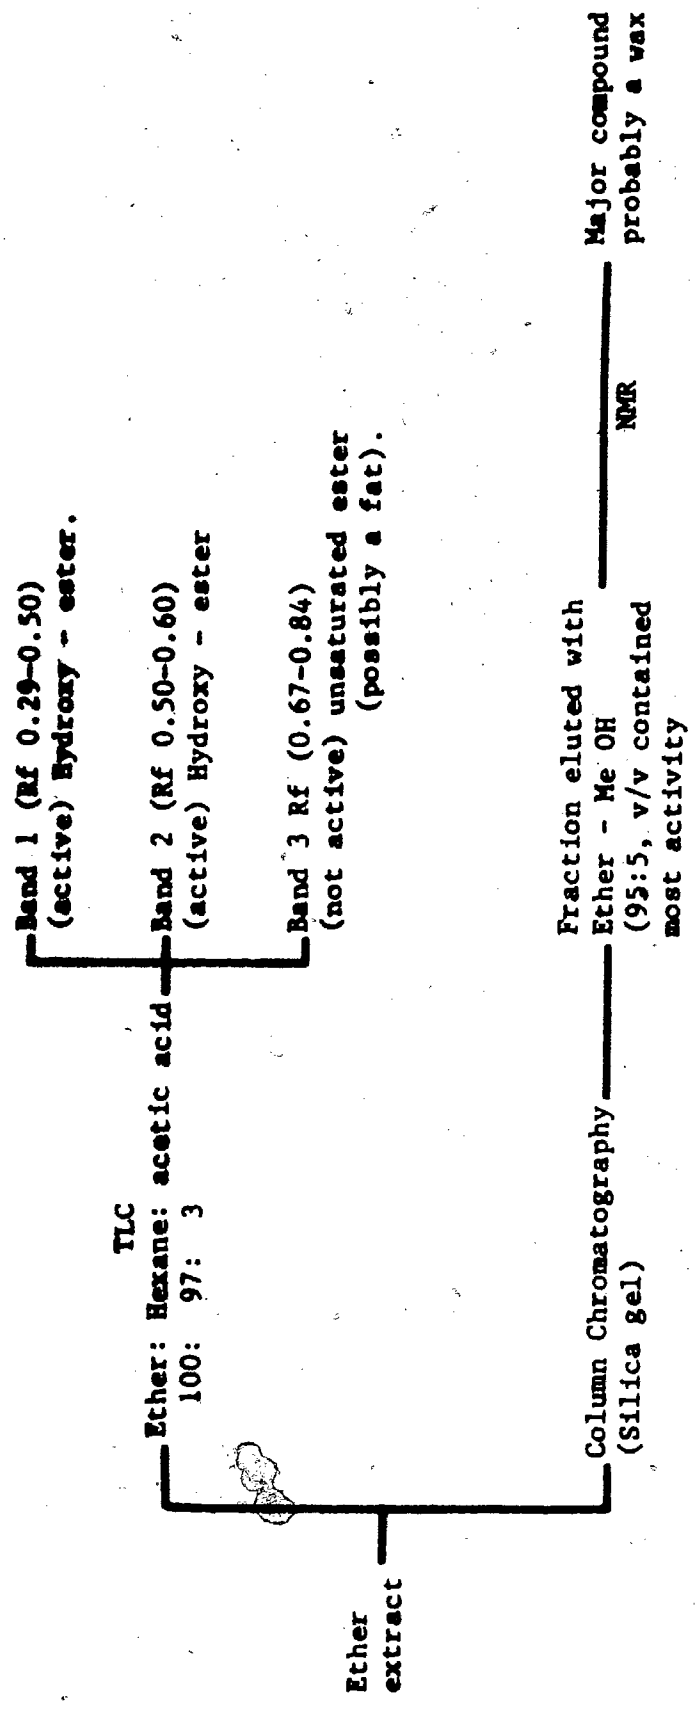 Ether
extract
TLC
Ether: Hexane: acetic acid
100: 97: 3
Band 1 (Rf 0.29-0.50)
(active) Hydroxy - ester.
Band 2 (Rf 0.50-0.60)
(active) Hydroxy - ester
Band 3 Rf (0.67-0.84)
(not active) unsaturated ester
(possibly a fat).
Column Chromatography
(Silica gel)
Fraction eluted with
Ether - Me OH
(95:5, v/v contained
most activity
NMR
Major compound
probably a wax